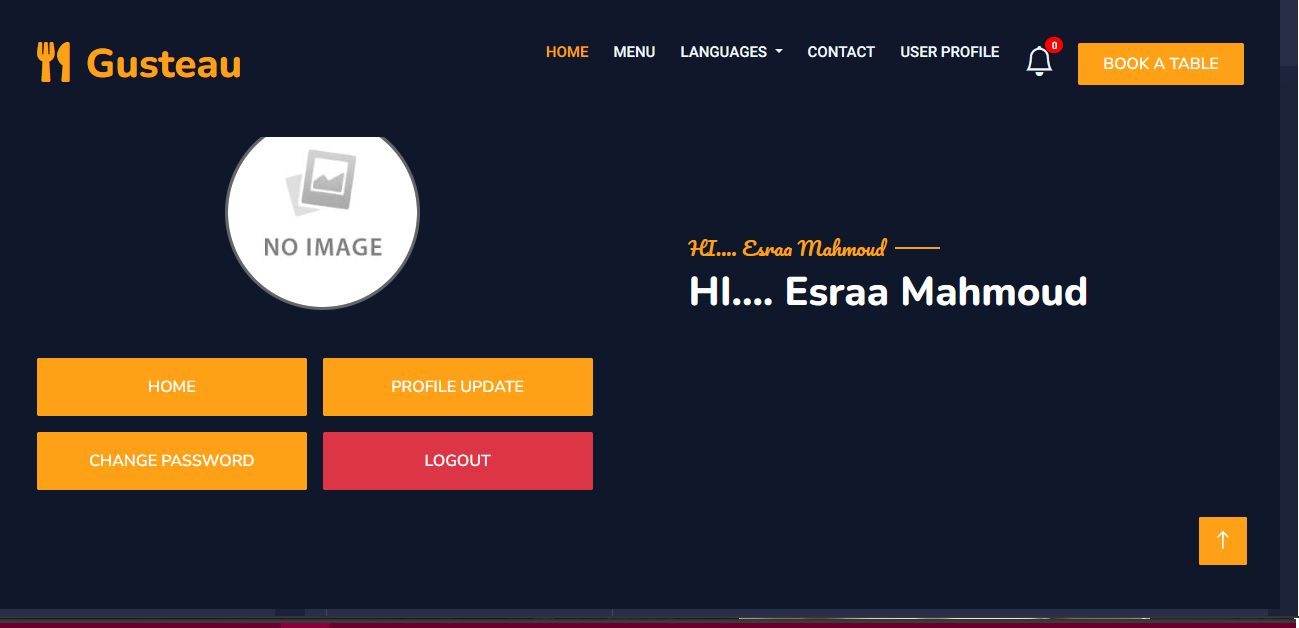 Gusteau
HOME MENU LANGUAGES CONTACT USER PROFILE 0 BOOK A TABLE
NO IMAGE
HI.... Esraa Mahmoud
HI.... Esraa Mahmoud
HOME PROFILE UPDATE
CHANGE PASSWORD LOGOUT